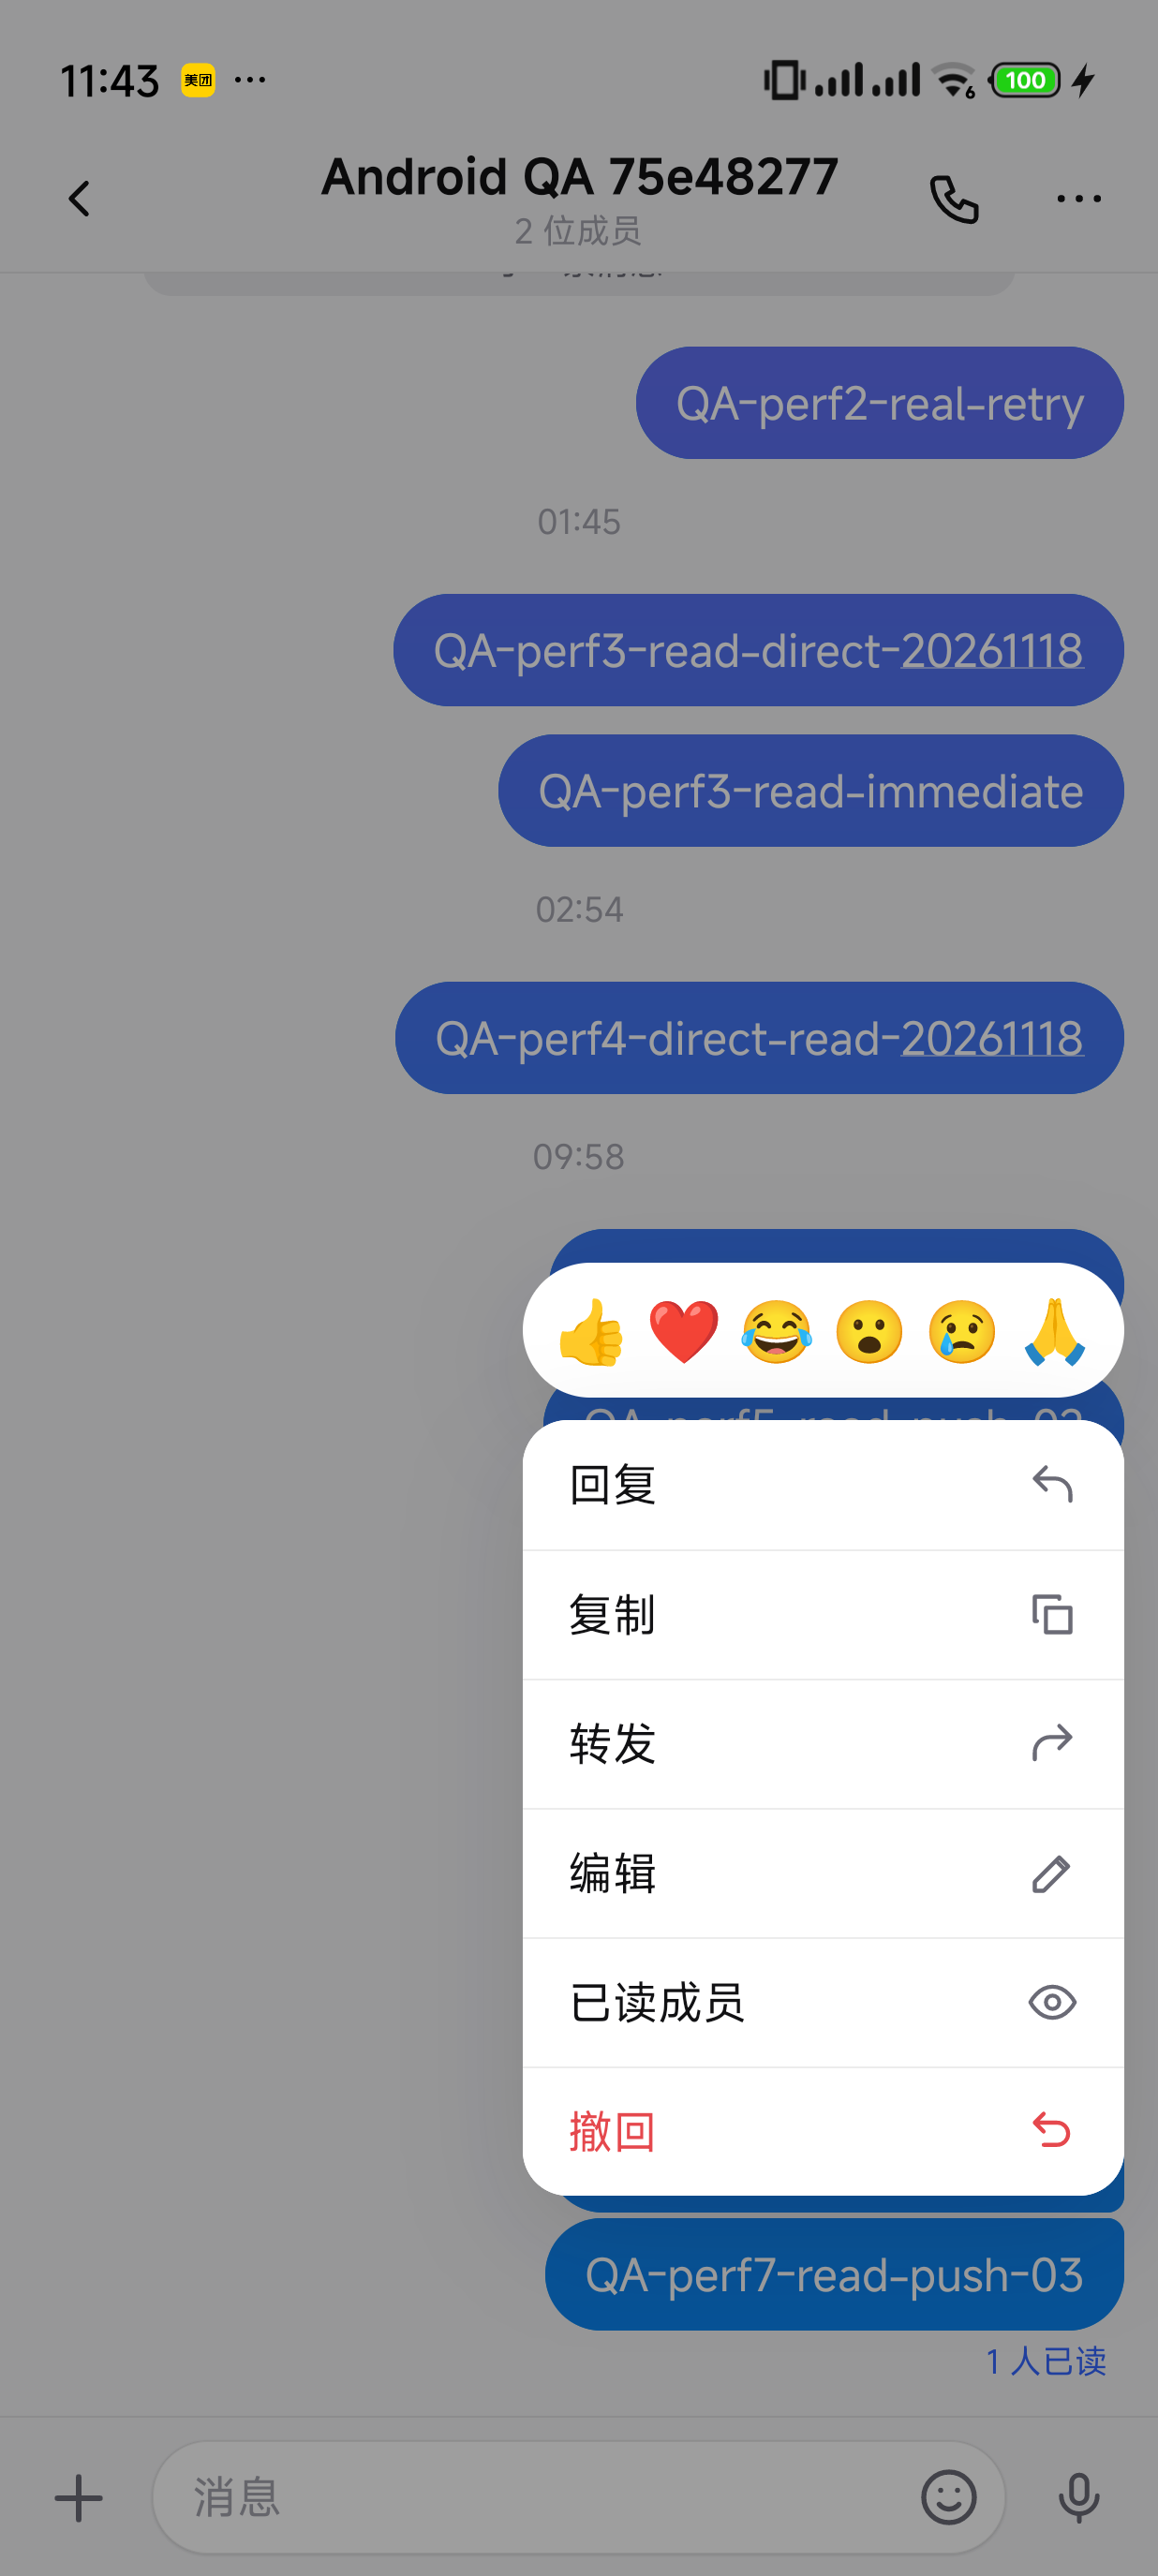 11:43 美团 ... 6 100
Android QA 75e48277
2 位成员
QA-perf2-real-retry
01:45
QA-perf3-read-direct-20261118
QA-perf3-read-immediate
02:54
QA-perf4-direct-read-20261118
09:58
👍 ❤️ 😂 😮 😢 🙏
回复
复制
转发
编辑
已读成员
撤回
QA-perf7-read-push-03
1 人已读
消息